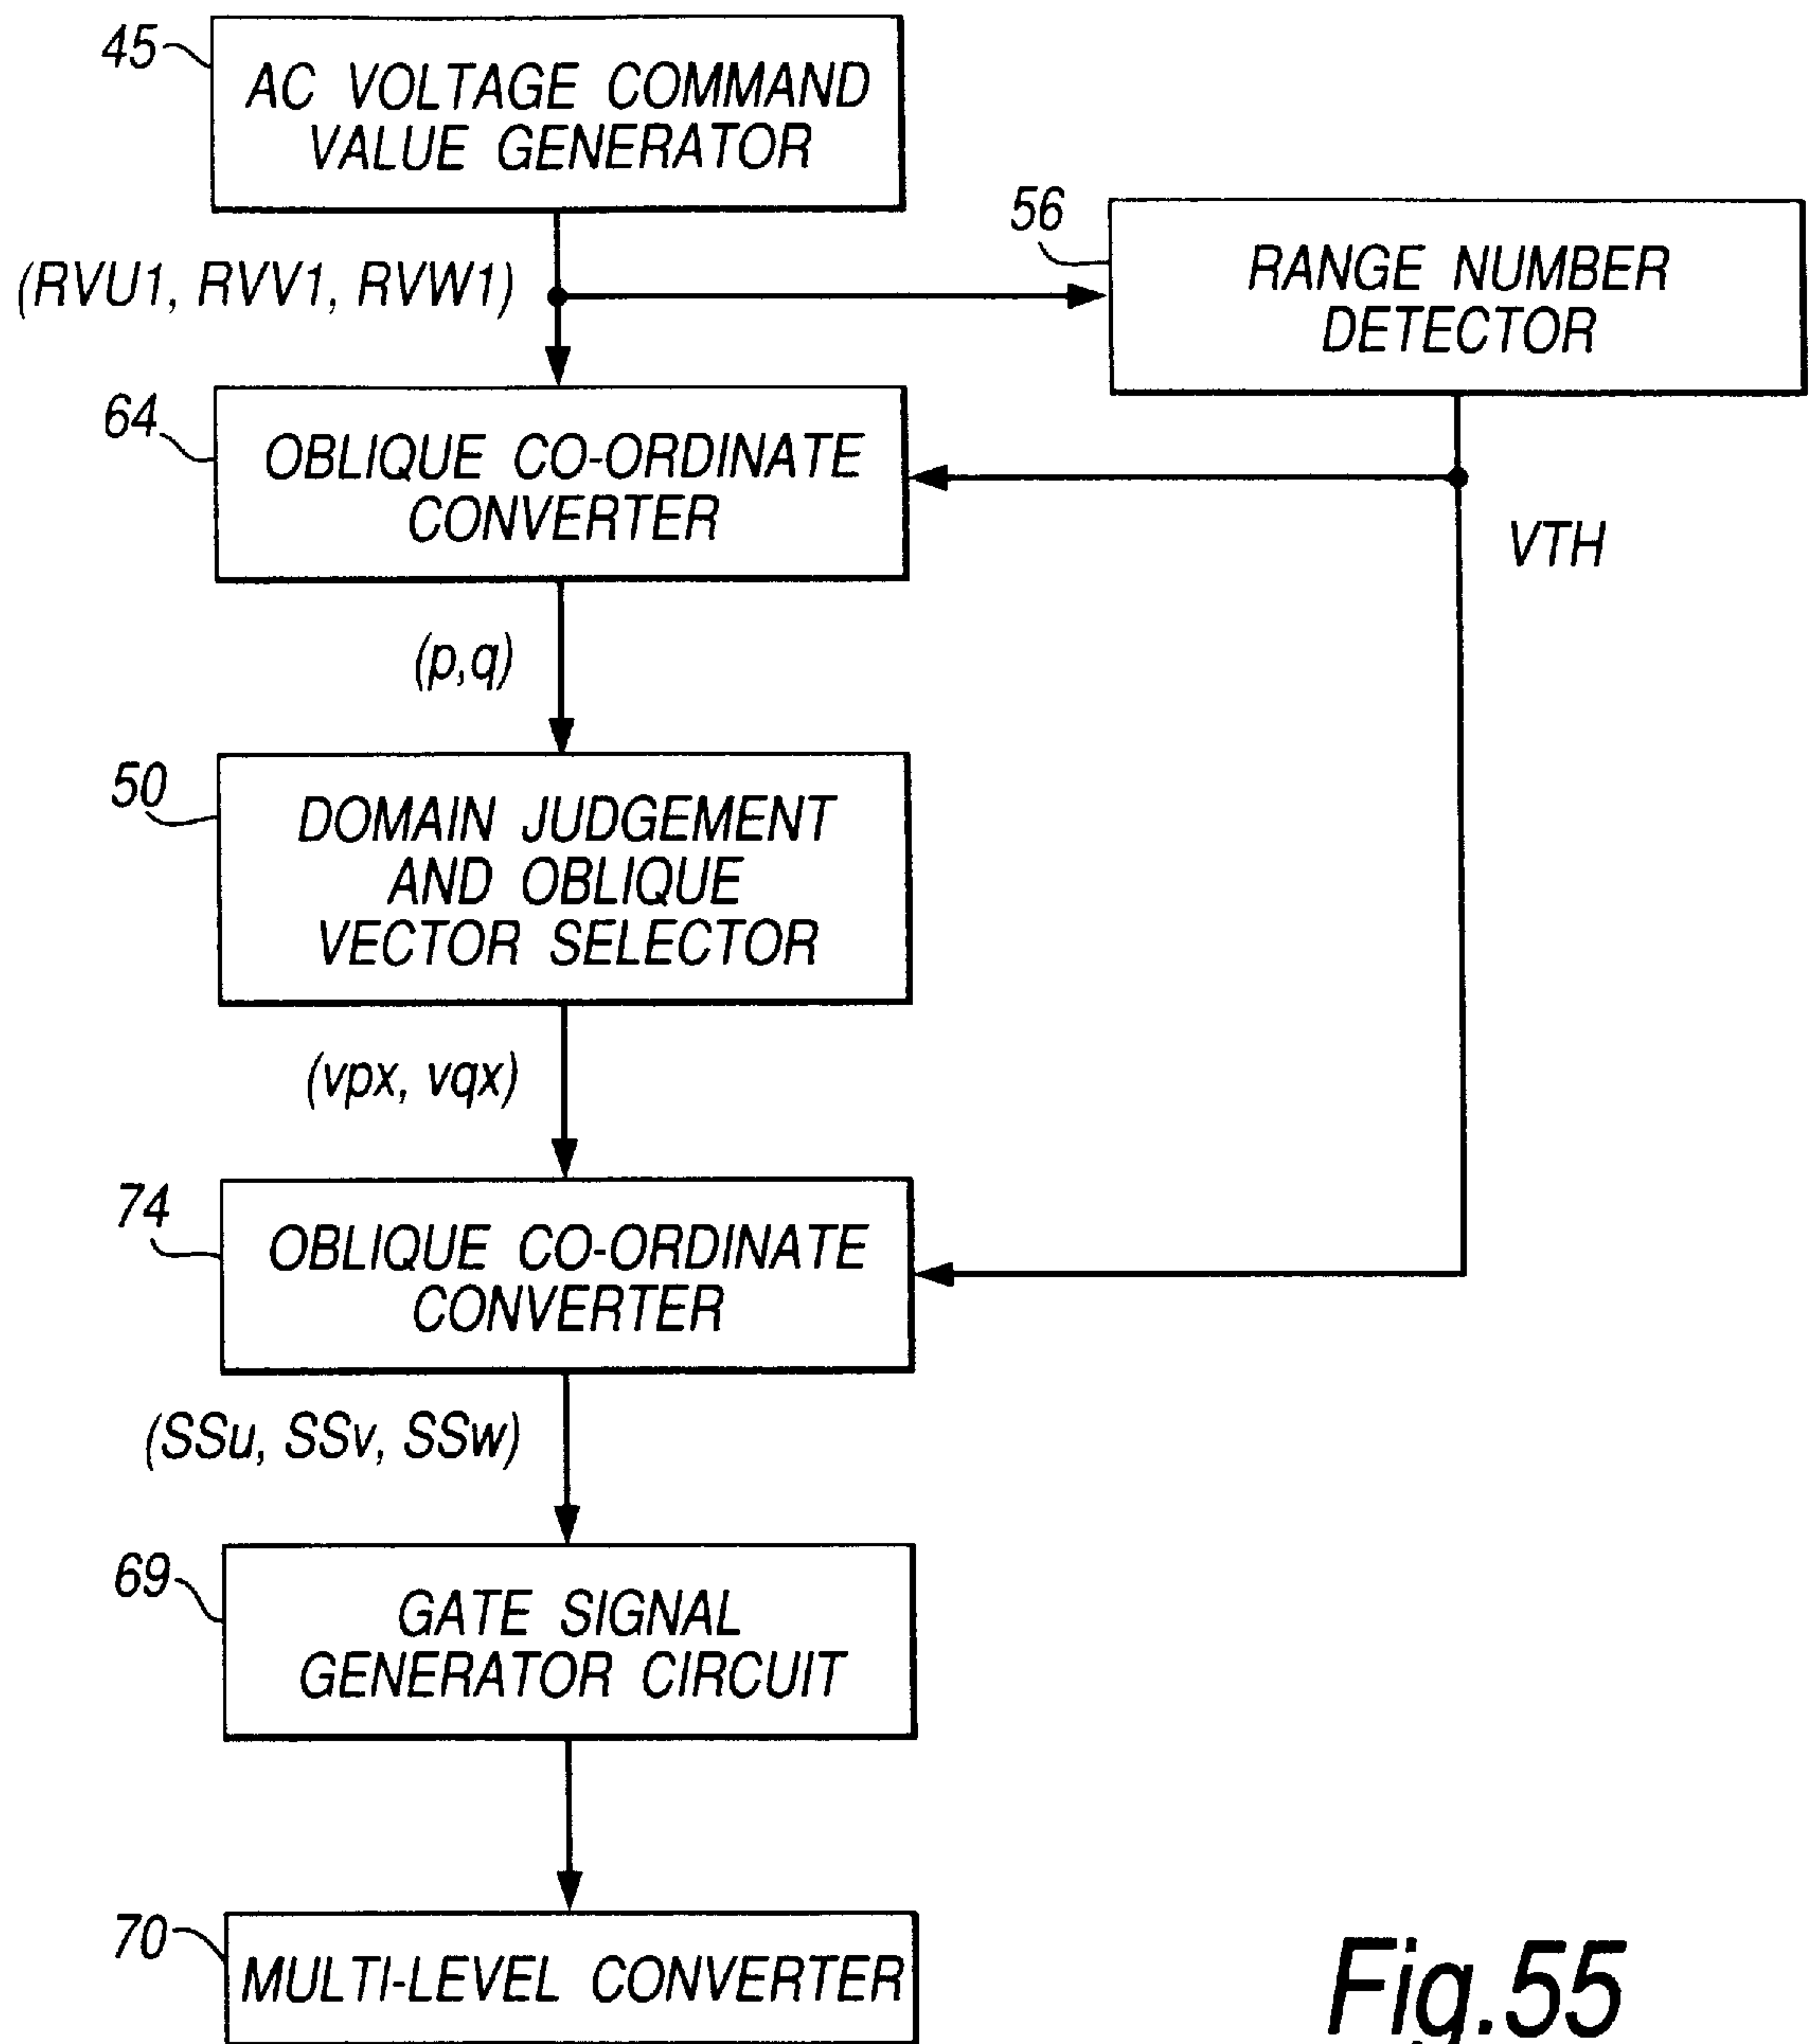 45
AC VOLTAGE COMMAND
VALUE GENERATOR
(RVU1, RVV1, RVW1)
56
RANGE NUMBER
DETECTOR
64
OBLIQUE CO-ORDINATE
CONVERTER
VTH
(p,q)
50
DOMAIN JUDGEMENT
AND OBLIQUE
VECTOR SELECTOR
(vpx, vqx)
74
OBLIQUE CO-ORDINATE
CONVERTER
(SSu, SSv, SSw)
69
GATE SIGNAL
GENERATOR CIRCUIT
70
MULTI-LEVEL CONVERTER
Fig.55